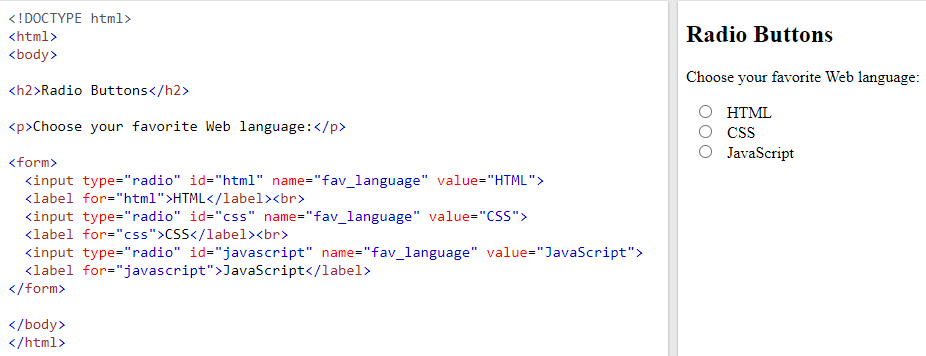 <!DOCTYPE html>
<html>
<body>

<h2>Radio Buttons</h2>

<p>Choose your favorite Web language:</p>

<form>
  <input type="radio" id="html" name="fav_language" value="HTML">
  <label for="html">HTML</label><br>
  <input type="radio" id="css" name="fav_language" value="CSS">
  <label for="css">CSS</label><br>
  <input type="radio" id="javascript" name="fav_language" value="JavaScript">
  <label for="javascript">JavaScript</label>
</form>

</body>
</html>

Radio Buttons
Choose your favorite Web language:
HTML
CSS
JavaScript